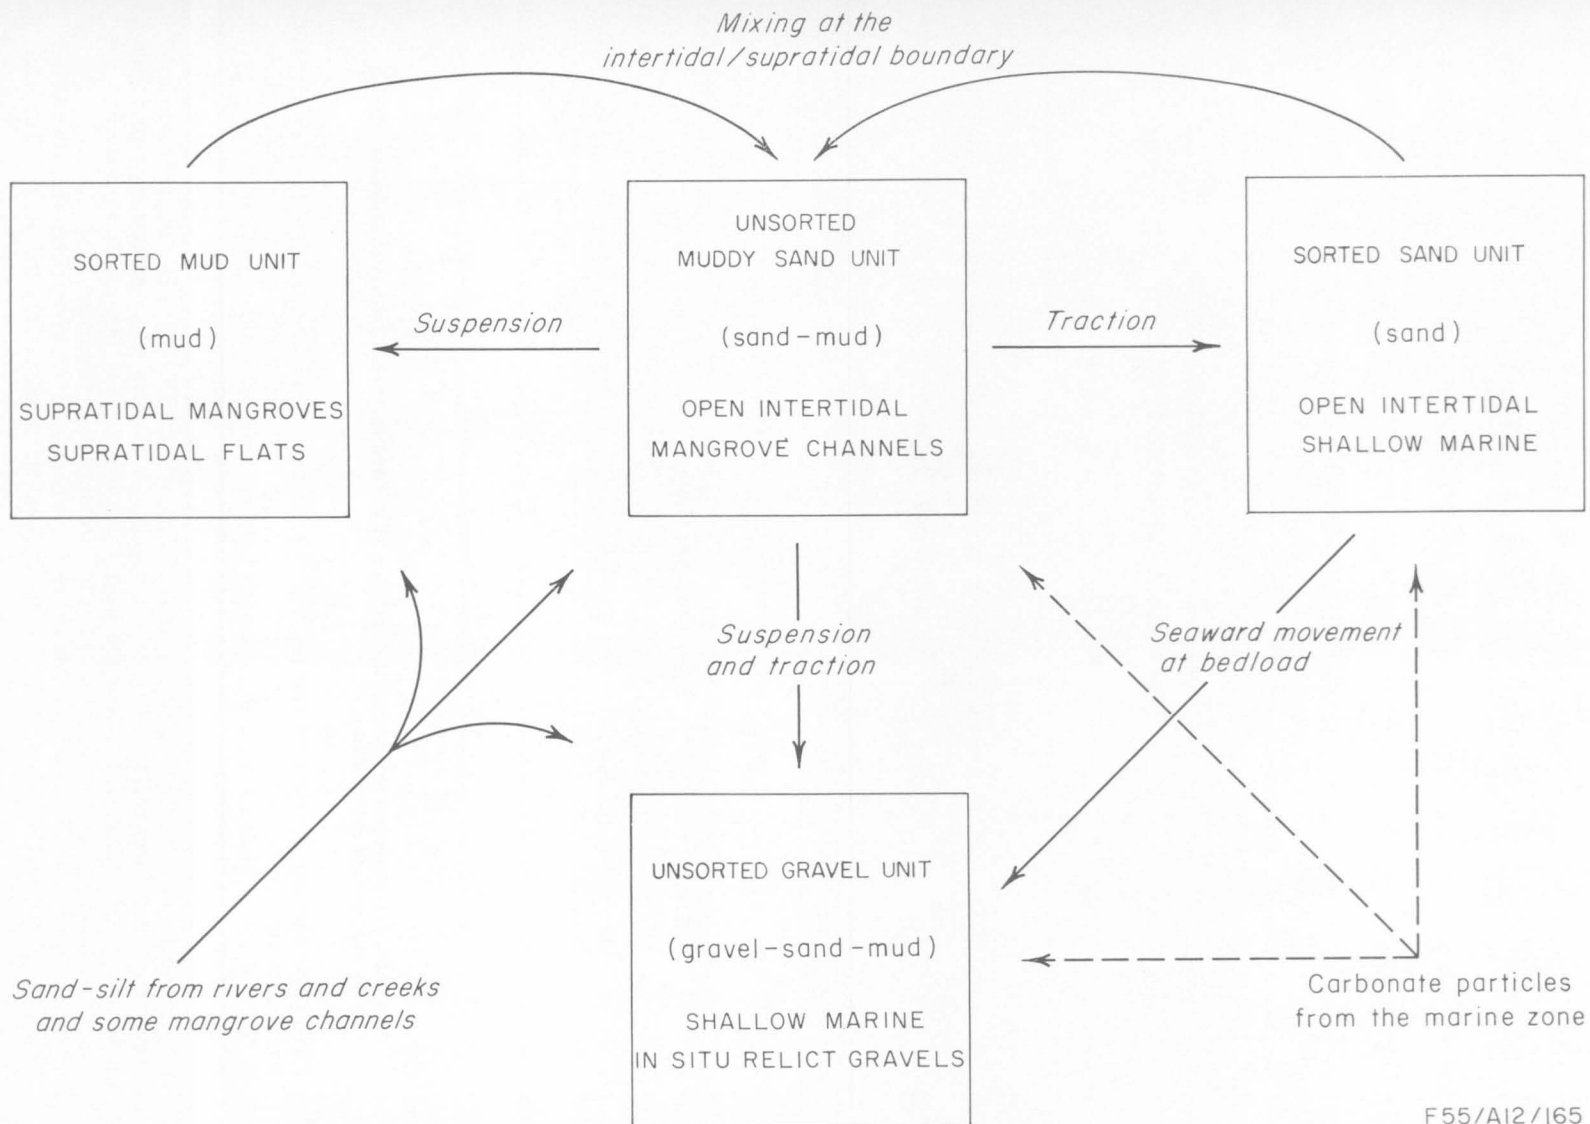 Mixing at the
intertidal/supratidal boundary
SORTED MUD UNIT
(mud)
SUPRATIDAL MANGROVES
SUPRATIDAL FLATS
Suspension
UNSORTED
MUDDY SAND UNIT
(sand-mud)
OPEN INTERTIDAL
MANGROVE CHANNELS
Traction
SORTED SAND UNIT
(sand)
OPEN INTERTIDAL
SHALLOW MARINE
Suspension
and traction
Seaward movement
at bedload
Sand-silt from rivers and creeks
and some mangrove channels
UNSORTED GRAVEL UNIT
(gravel-sand-mud)
SHALLOW MARINE
IN SITU RELICT GRAVELS
Carbonate particles
from the marine zone
F55/A12/165